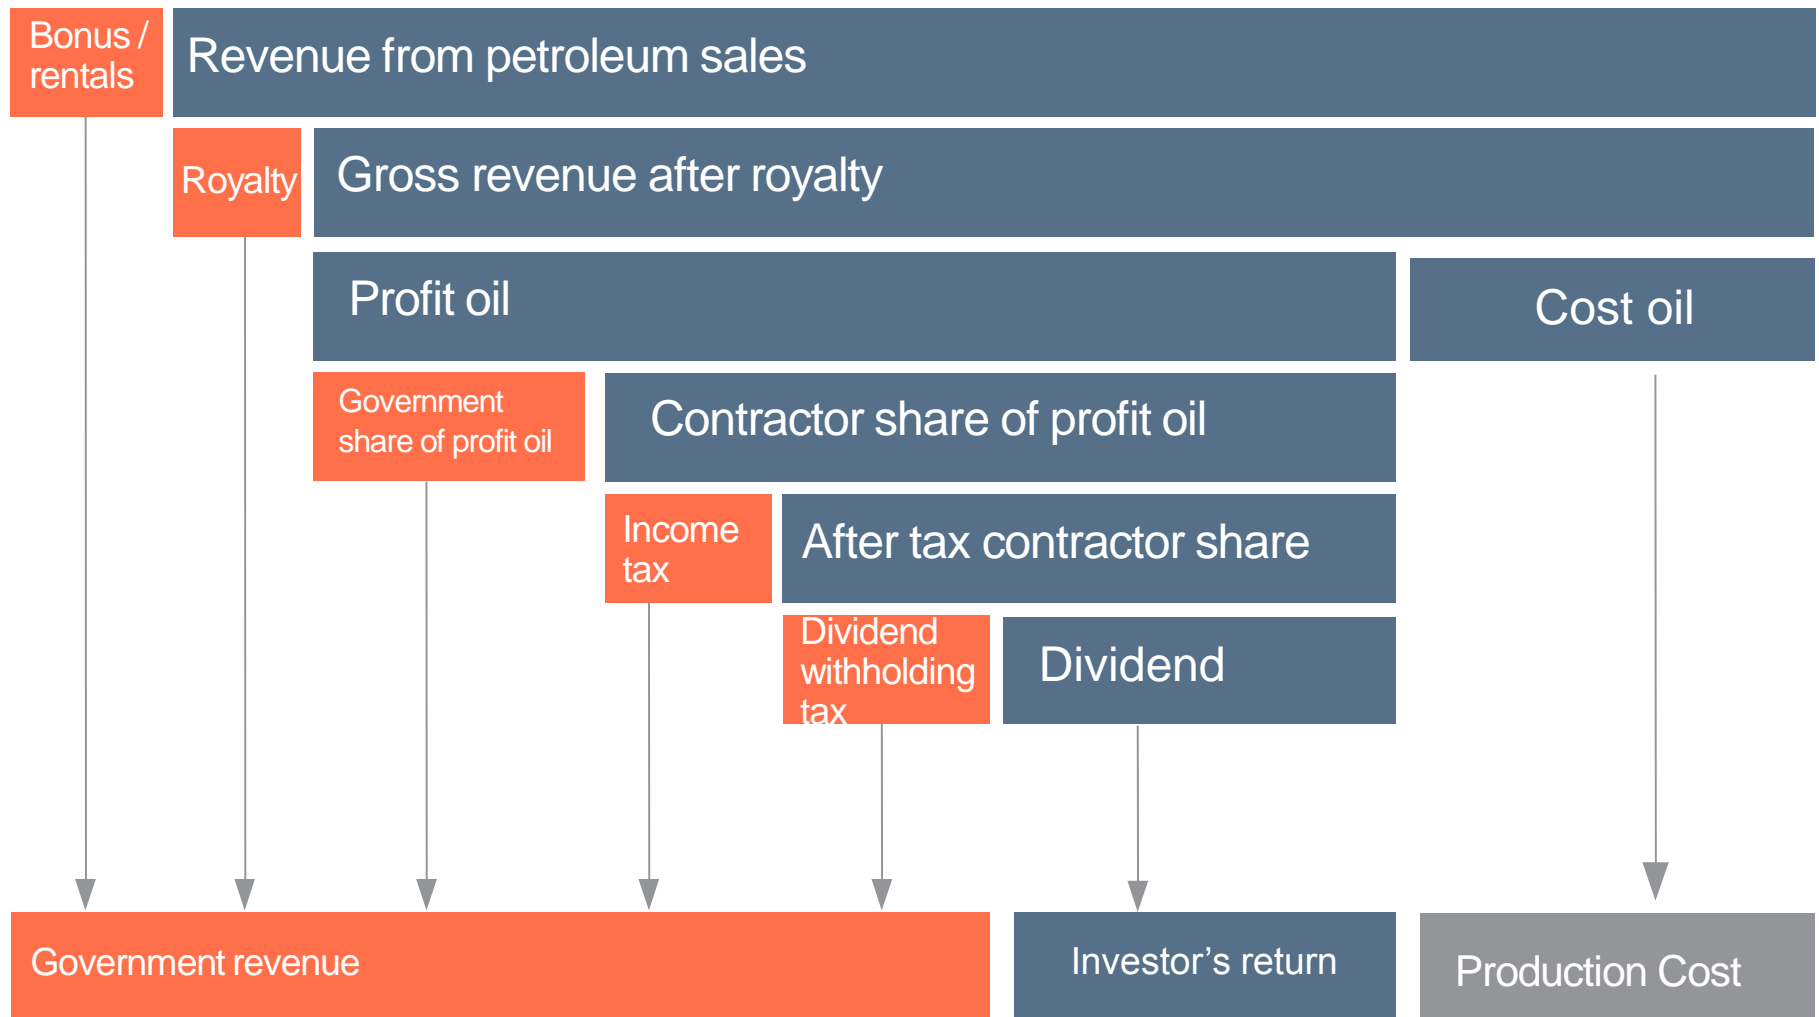 Bonus /
rentals
Revenue from petroleum sales
Royalty
Gross revenue after royalty
Profit oil
Cost oil
Government
share of profit oil
Contractor share of profit oil
Income
tax
After tax contractor share
Dividend
withholding
tax
Dividend
Government revenue
Investor’s return
Production Cost